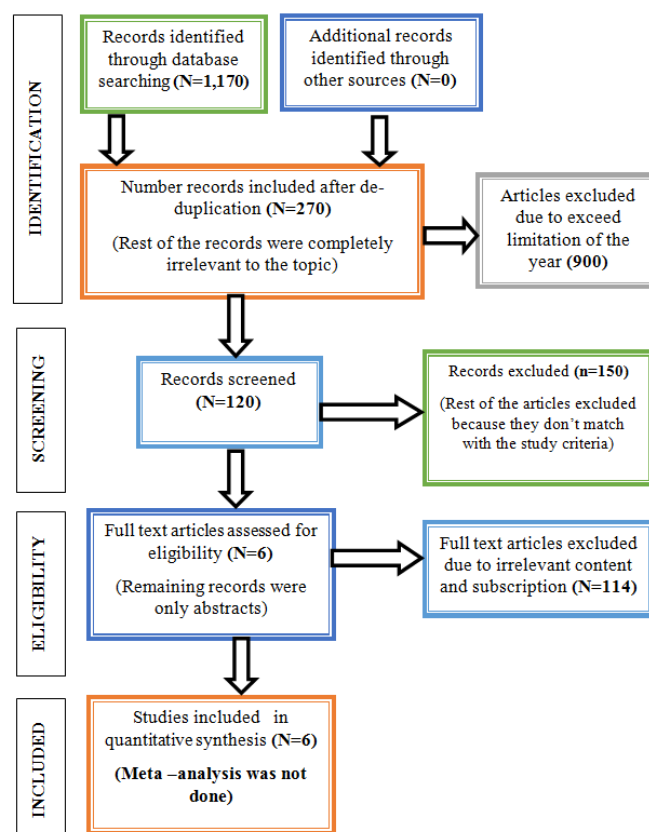 IDENTIFICATION
Records identified
through database
searching (N=1,170)
Additional records
identified through
other sources (N=0)
Number records included after de-
duplication (N=270)
(Rest of the records were completely
irrelevant to the topic)
Articles excluded
due to exceed
limitation of the
year (900)
SCREENING
Records screened
(N=120)
Records excluded (n=150)
(Rest of the articles excluded
because they don’t match
with the study criteria)
ELIGIBILITY
Full text articles assessed for
eligibility (N=6)
(Remaining records were
only abstracts)
Full text articles excluded
due to irrelevant content
and subscription (N=114)
INCLUDED
Studies included in
quantitative synthesis (N=6)
(Meta –analysis was not
done)